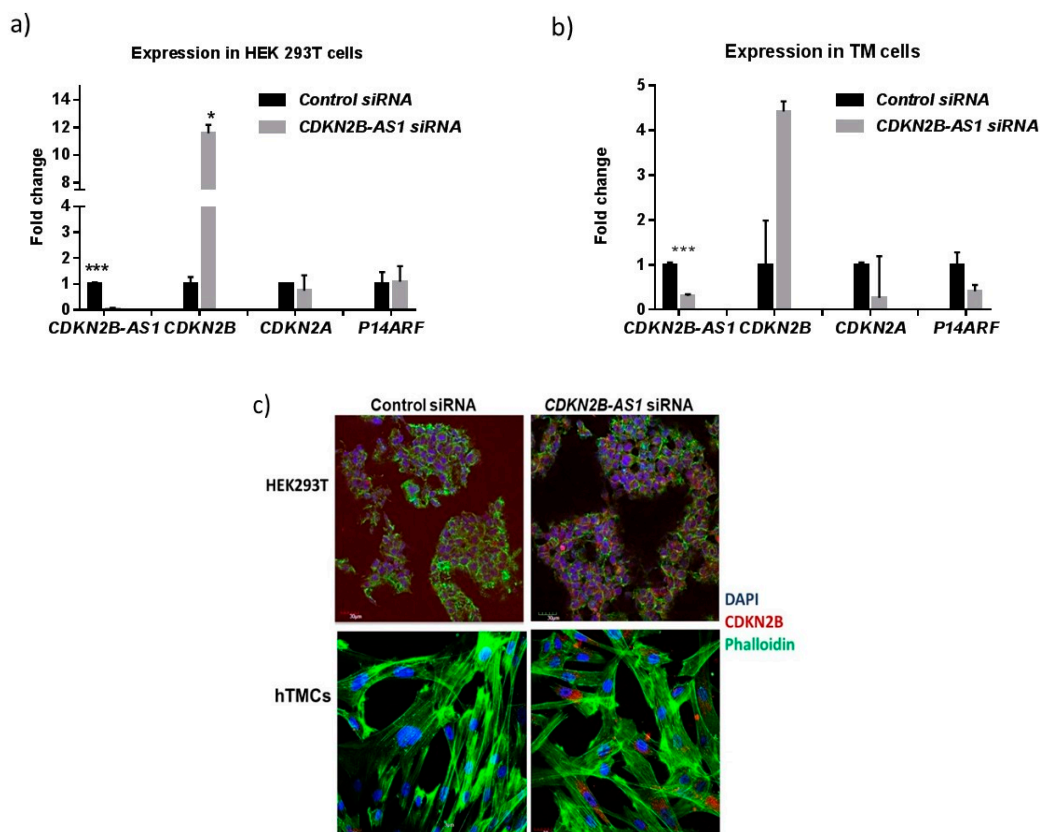 a)
Expression in HEK 293T cells
Control siRNA
CDKN2B-AS1 siRNA
Fold change
14
12
10
8
4
3
2
1
0
***
*
CDKN2B-AS1 CDKN2B CDKN2A P14ARF
b)
Expression in TM cells
Control siRNA
CDKN2B-AS1 siRNA
Fold change
5
4
3
2
1
0
***
CDKN2B-AS1 CDKN2B CDKN2A P14ARF
c)
Control siRNA CDKN2B-AS1 siRNA
HEK293T
hTMCs
DAPI
CDKN2B
Phalloidin